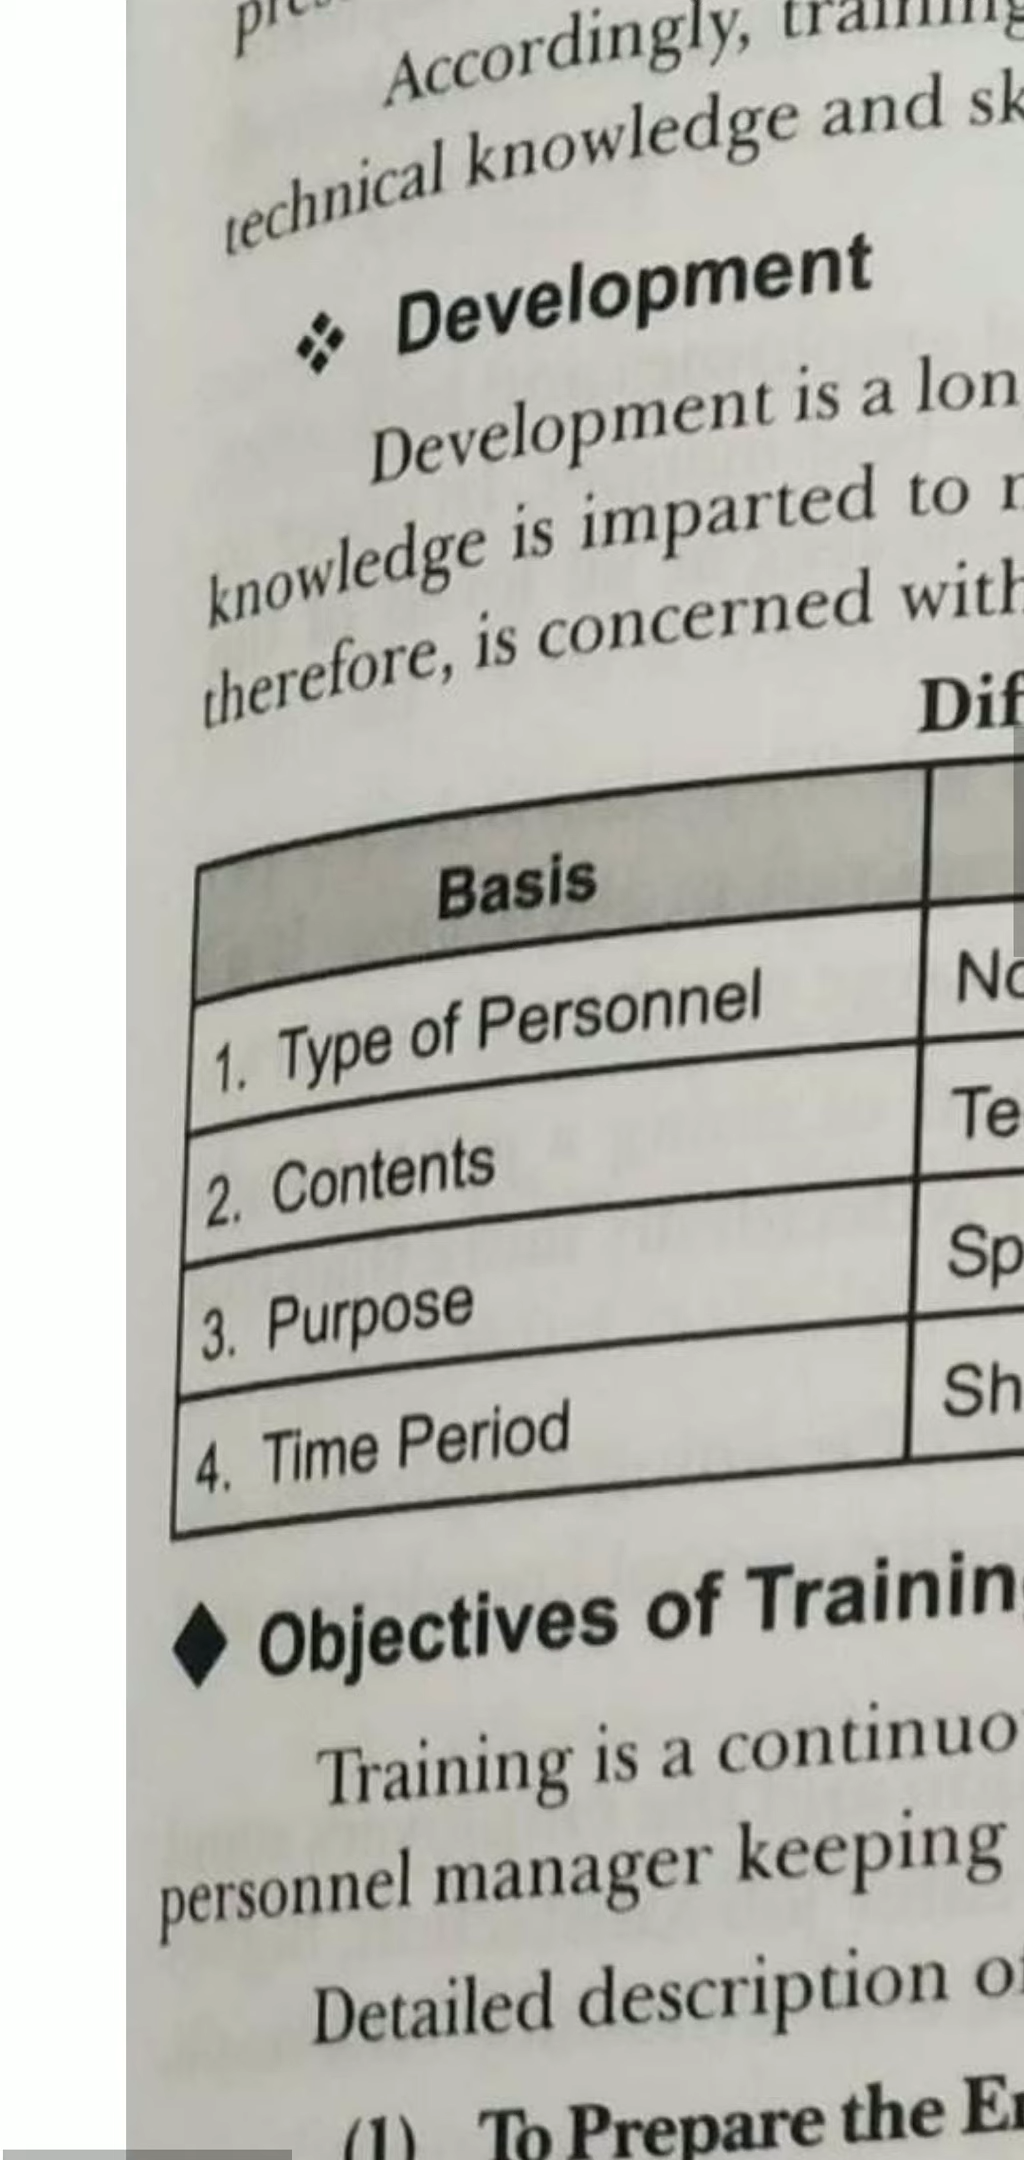 Accordingly,
technical knowledge and
❖ Development
Development is a
knowledge is imparted to
therefore, is concerned with
Basis
1. Type of Personnel
2. Contents
3. Purpose
4. Time Period
◆ Objectives of
Training is a
personnel manager keeping
Detailed description
(1) To Prepare the